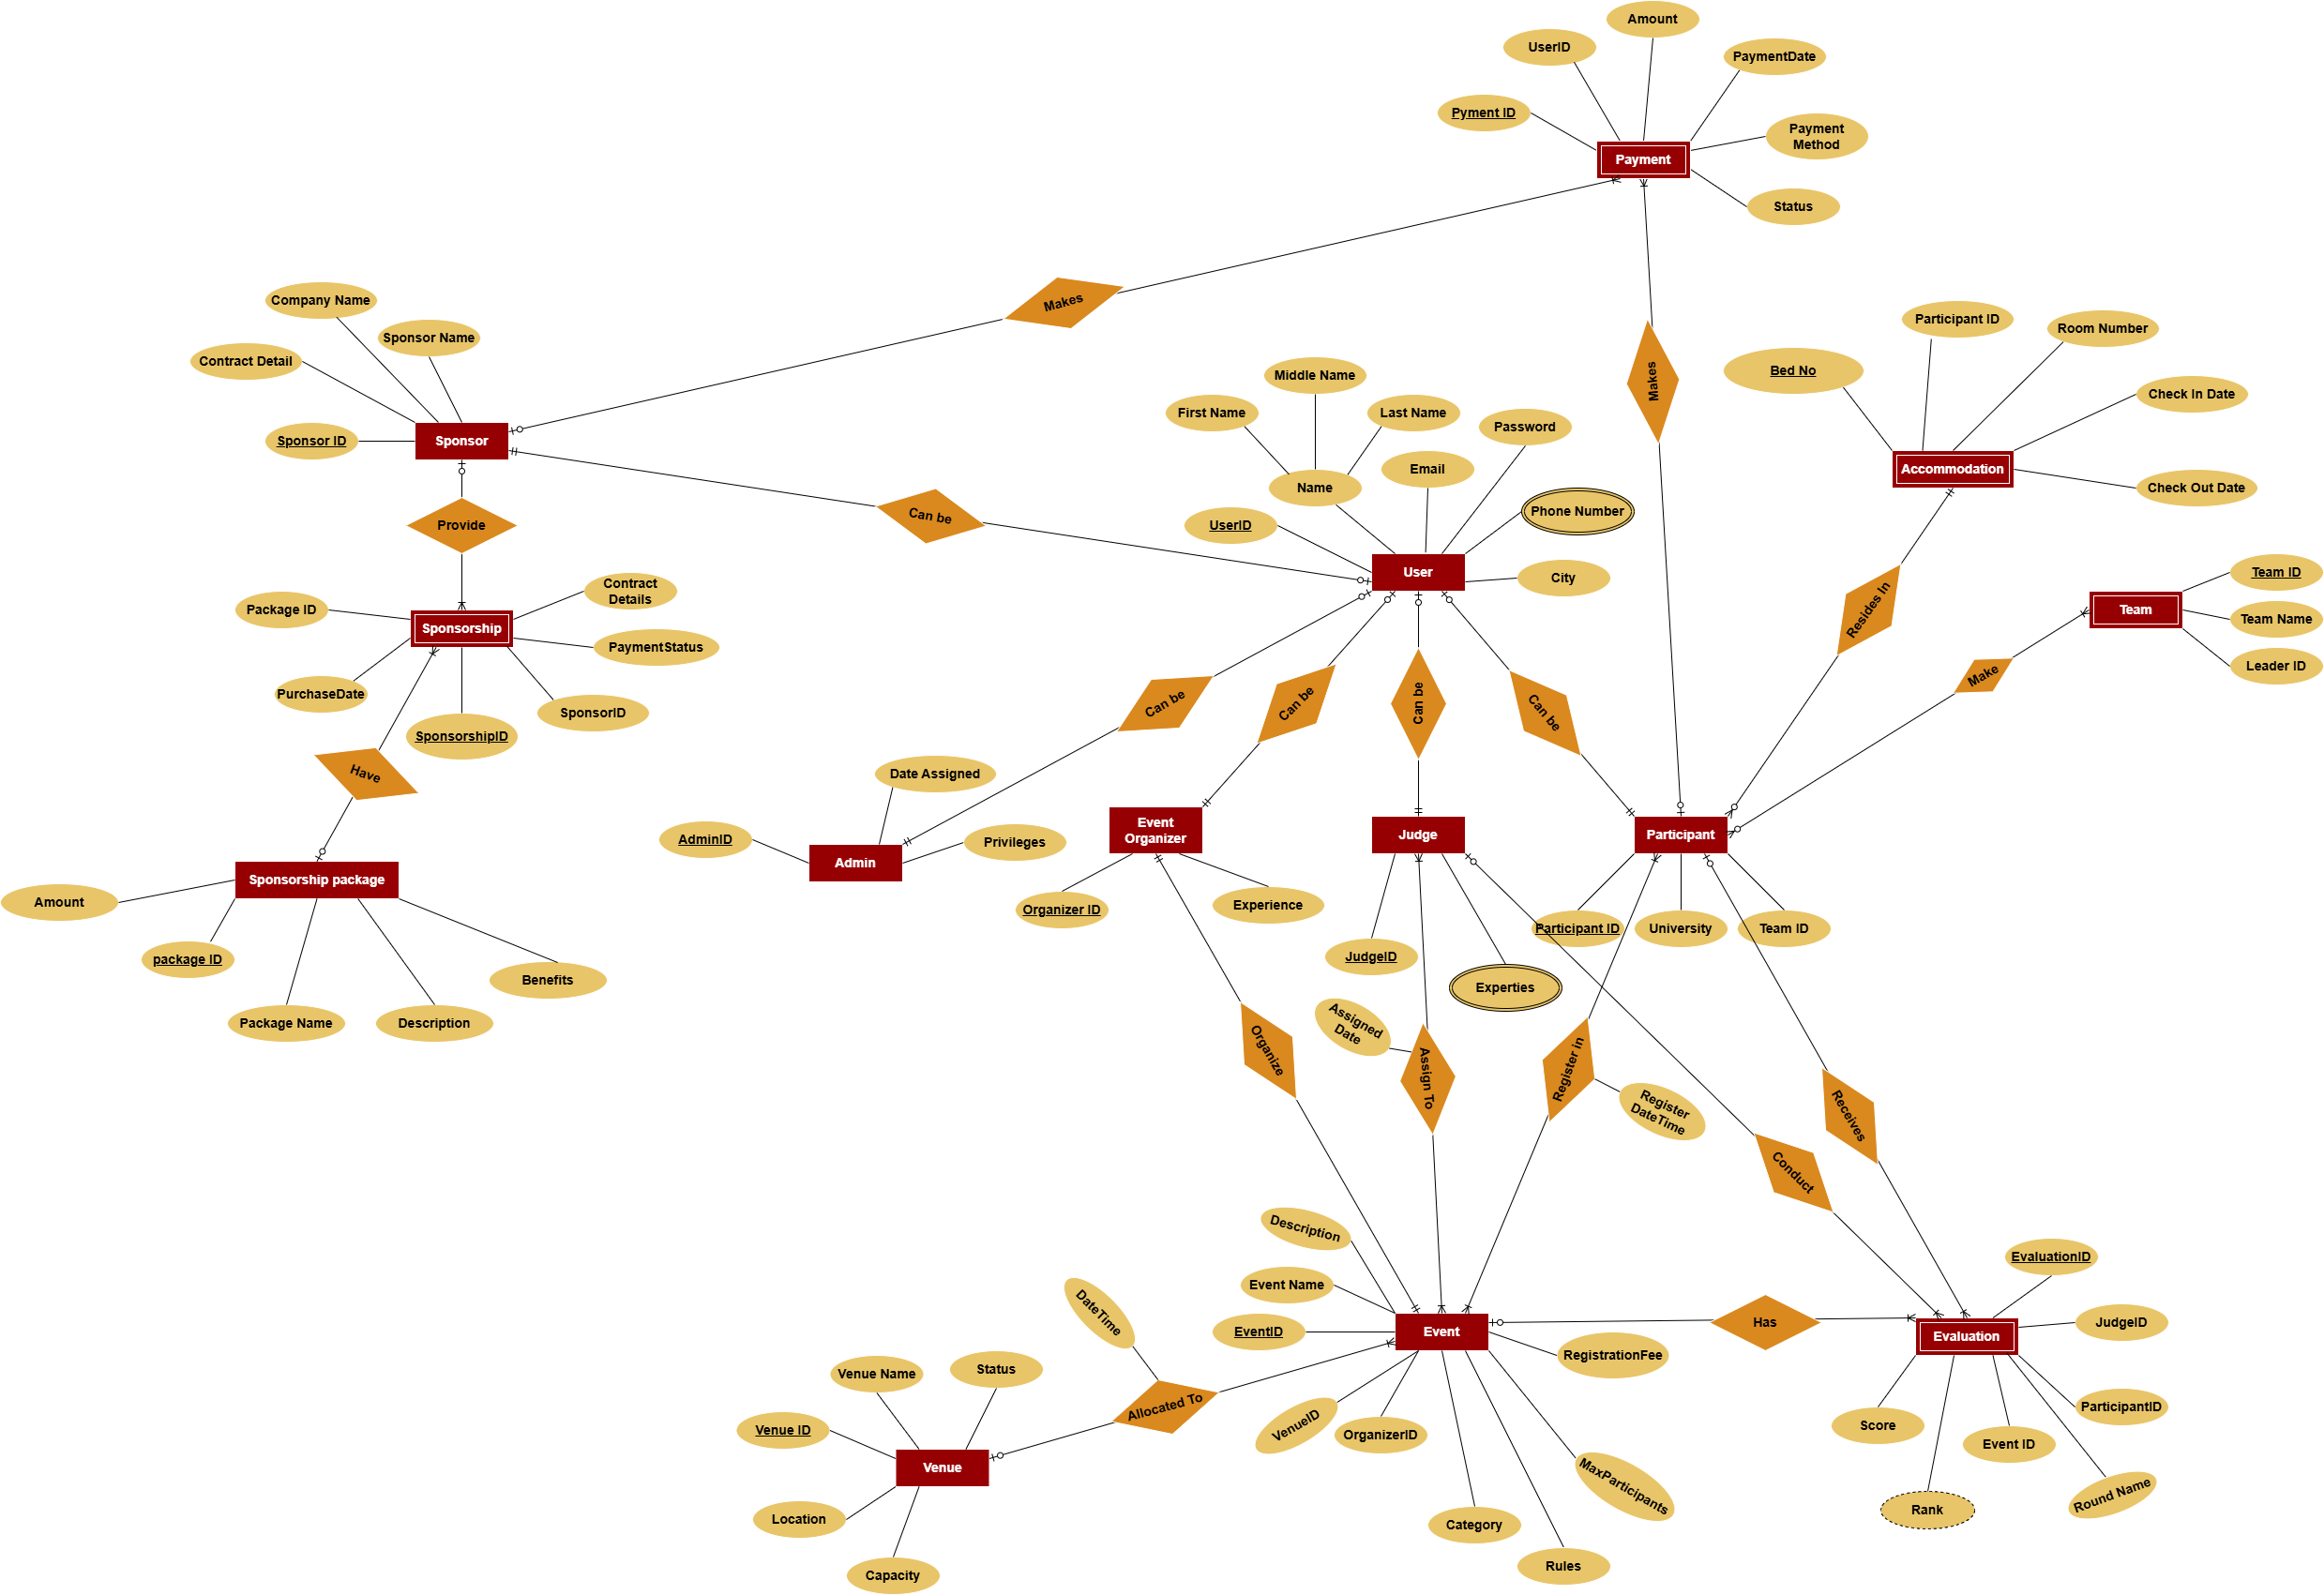 Amount
UserID
PaymentDate
Pyment ID
Payment
Method
Payment
Status
Makes
Company Name
Sponsor Name
Contract Detail
Sponsor ID
Sponsor
Participant ID
Room Number
Bed No
Check In Date
Accommodation
Check Out Date
Makes
Middle Name
First Name
Last Name
Password
Email
Name
Phone Number
UserID
User
City
Can be
Provide
Contract
Details
Package ID
Sponsorship
PaymentStatus
PurchaseDate
SponsorID
SponsorshipID
Have
Resides In
Team ID
Team
Team Name
Leader ID
Make
Can be
Can be
Can be
Can be
Date Assigned
AdminID
Privileges
Admin
Event
Organizer
Judge
Participant
Organizer ID
Experience
JudgeID
Experties
Participant ID
University
Team ID
Sponsorship package
Amount
package ID
Benefits
Package Name
Description
Organize
Assigned
Date
Assign To
Register in
Register
DateTime
Receives
Conduct
Description
Event Name
EventID
Event
Has
EvaluationID
JudgeID
Evaluation
DateTime
RegistrationFee
Allocated To
Venue Name
Status
Venue ID
Venue
Location
Capacity
VenueID
OrganizerID
MaxParticipants
Category
Rules
Score
Event ID
ParticipantID
Rank
Round Name